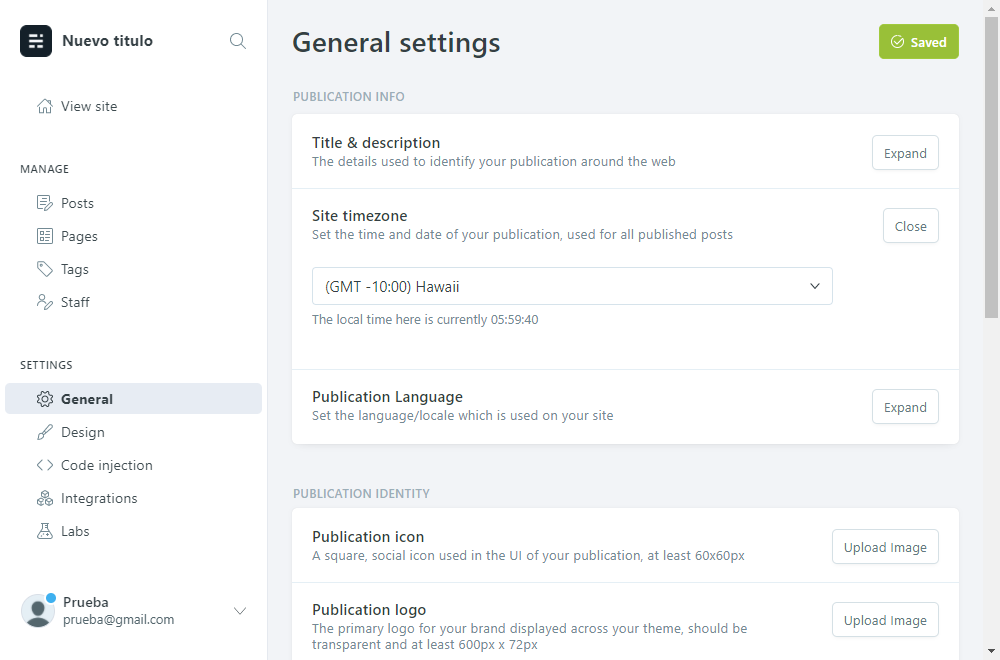 Nuevo titulo
View site
MANAGE
Posts
Pages
Tags
Staff
SETTINGS
General
Design
Code injection
Integrations
Labs
Prueba
prueba@gmail.com
General settings
Saved
PUBLICATION INFO
Title & description
The details used to identify your publication around the web
Expand
Site timezone
Set the time and date of your publication, used for all published posts
Close
(GMT -10:00) Hawaii
The local time here is currently 05:59:40
Publication Language
Set the language/locale which is used on your site
Expand
PUBLICATION IDENTITY
Publication icon
A square, social icon used in the UI of your publication, at least 60x60px
Upload Image
Publication logo
The primary logo for your brand displayed across your theme, should be
transparent and at least 600px x 72px
Upload Image